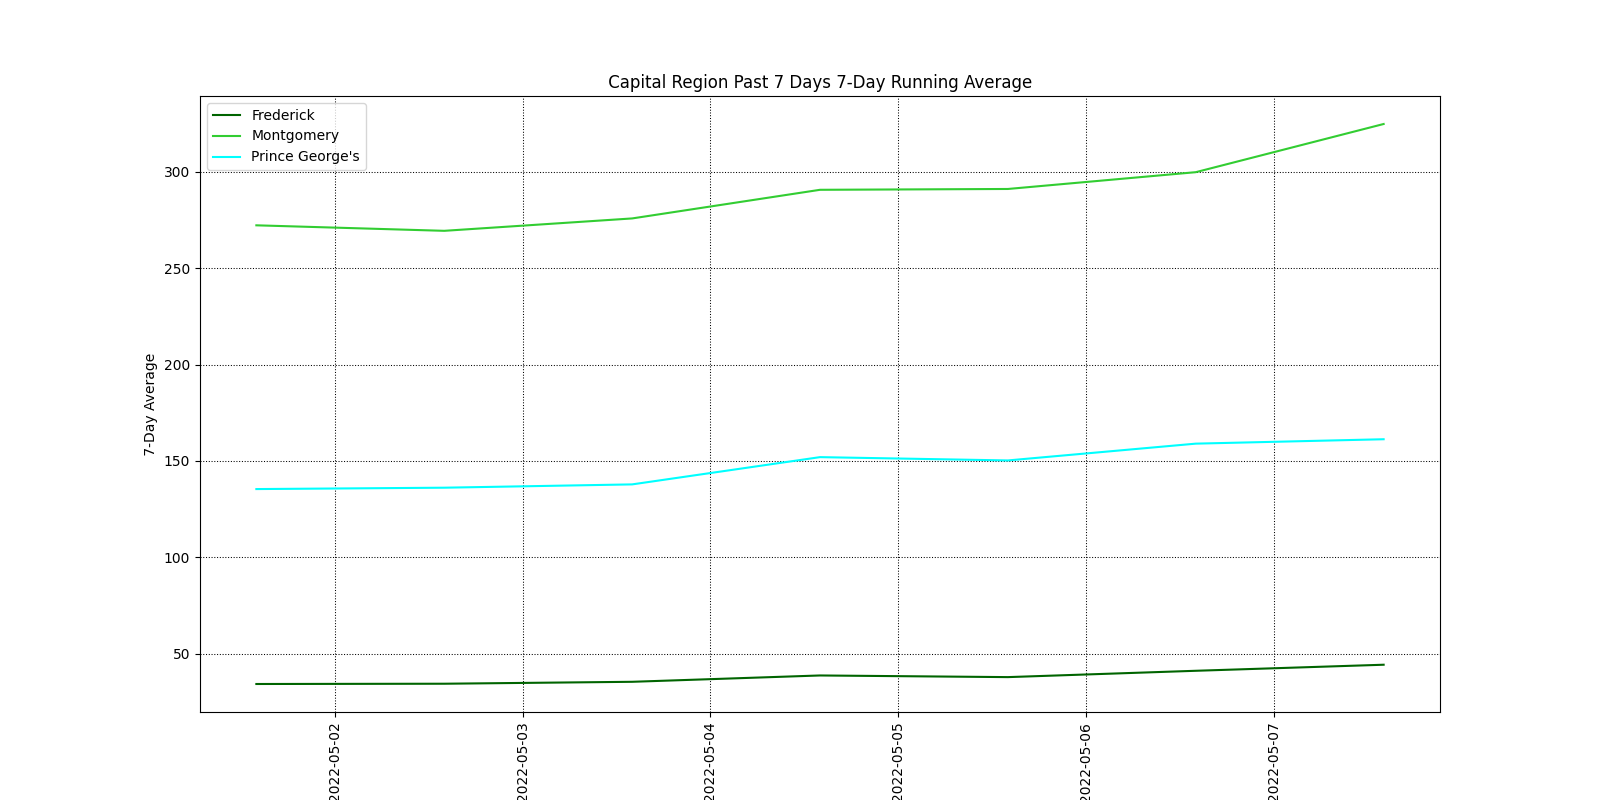 Capital Region Past 7 Days 7-Day Running Average
Frederick
Montgomery
Prince George's
300
250
200
150
100
50
7-Day Average
2022-05-02
2022-05-03
2022-05-04
2022-05-05
2022-05-06
2022-05-07